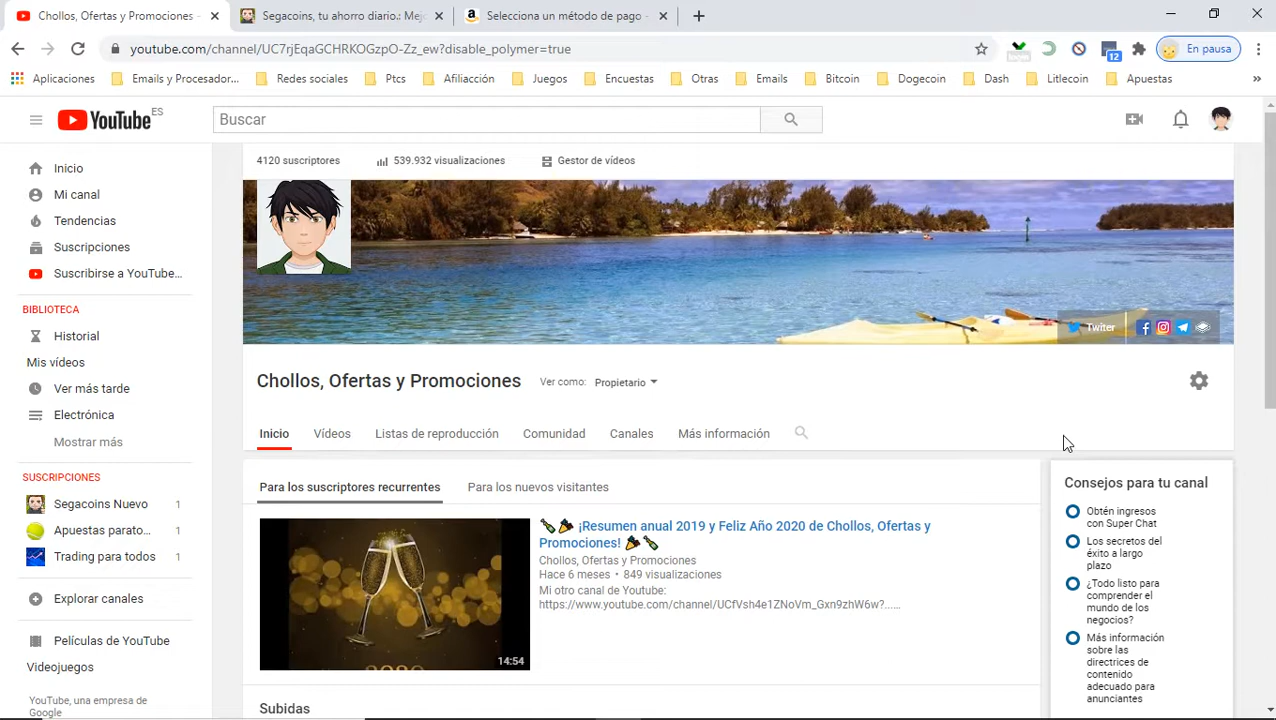 Chollos, Ofertas y Promociones -
Segacoins, tu ahorro diario.: Mejo
Selecciona un método de pago -
youtube.com/channel/UC7rjEqaGCHRKOGzpO-Zz_ew?disable_polymer=true
12
En pausa
Aplicaciones
Emails y Procesador...
Redes sociales
Ptcs
Afiliacción
Juegos
Encuestas
Otras
Emails
Bitcoin
Dogecoin
Dash
Litlecoin
Apuestas
»
YouTube ES
Buscar
Inicio
Mi canal
Tendencias
Suscripciones
Suscribirse a YouTube...
BIBLIOTECA
Historial
Mis vídeos
Ver más tarde
Electrónica
Mostrar más
SUSCRIPCIONES
Segacoins Nuevo 1
Apuestas parato... 1
Trading para todos 1
Explorar canales
Películas de YouTube
Videojuegos
YouTube, una empresa de
Google
4120 suscriptores
539.932 visualizaciones
Gestor de vídeos
Twiter
Chollos, Ofertas y Promociones
Ver como: Propietario
Inicio
Vídeos
Listas de reproducción
Comunidad
Canales
Más información
Para los suscriptores recurrentes
Para los nuevos visitantes
2020
14:54
🍾🎉 ¡Resumen anual 2019 y Feliz Año 2020 de Chollos, Ofertas y
Promociones! 🎉🍾
Chollos, Ofertas y Promociones
Hace 6 meses • 849 visualizaciones
Mi otro canal de Youtube:
https://www.youtube.com/channel/UCfVsh4e1ZNoVm_Gxn9zhW6w?......
Subidas
Consejos para tu canal
Obtén ingresos
con Super Chat
Los secretos del
éxito a largo
plazo
¿Todo listo para
comprender el
mundo de los
negocios?
Más información
sobre las
directrices de
contenido
adecuado para
anunciantes